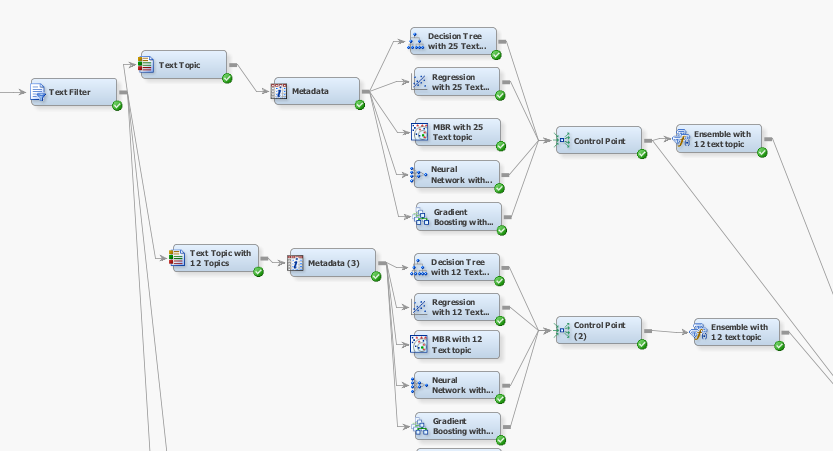 Text Filter
Text Topic
Metadata
Decision Tree
with 25 Text...
Regression
with 25 Text...
MBR with 25
Text topic
Neural
Network with...
Gradient
Boosting with...
Control Point
Ensemble with
12 text topic
Text Topic with
12 Topics
Metadata (3)
Decision Tree
with 12 Text...
Regression
with 12 Text...
MBR with 12
Text topic
Neural
Network with...
Gradient
Boosting with...
Control Point
(2)
Ensemble with
12 text topic